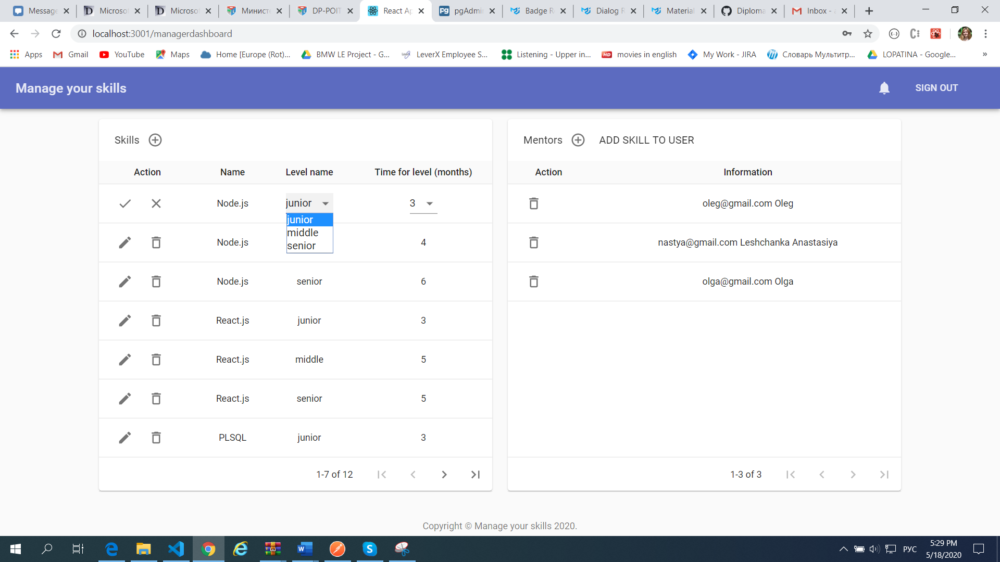 Message
Microso
Microso
Минист
DP-POIT
React Ap
pgAdmi
Badge R
Dialog R
Material
Diploma
Inbox -
localhost:3001/managerdashboard
Apps
Gmail
YouTube
Maps
Home [Europe (Rot)...
BMW LE Project - G...
LeverX Employee S...
Listening - Upper in...
movies in english
My Work - JIRA
Словарь Мультитр...
LOPATINA - Google...
»
Manage your skills
SIGN OUT
Skills
Action Name Level name Time for level (months)
Node.js junior 3
junior
middle
senior
Node.js 4
Node.js senior 6
React.js junior 3
React.js middle 5
React.js senior 5
PLSQL junior 3
1-7 of 12
Mentors ADD SKILL TO USER
Action Information
oleg@gmail.com Oleg
nastya@gmail.com Leshchanka Anastasiya
olga@gmail.com Olga
1-3 of 3
Copyright © Manage your skills 2020.
РУС
5:29 PM
5/18/2020